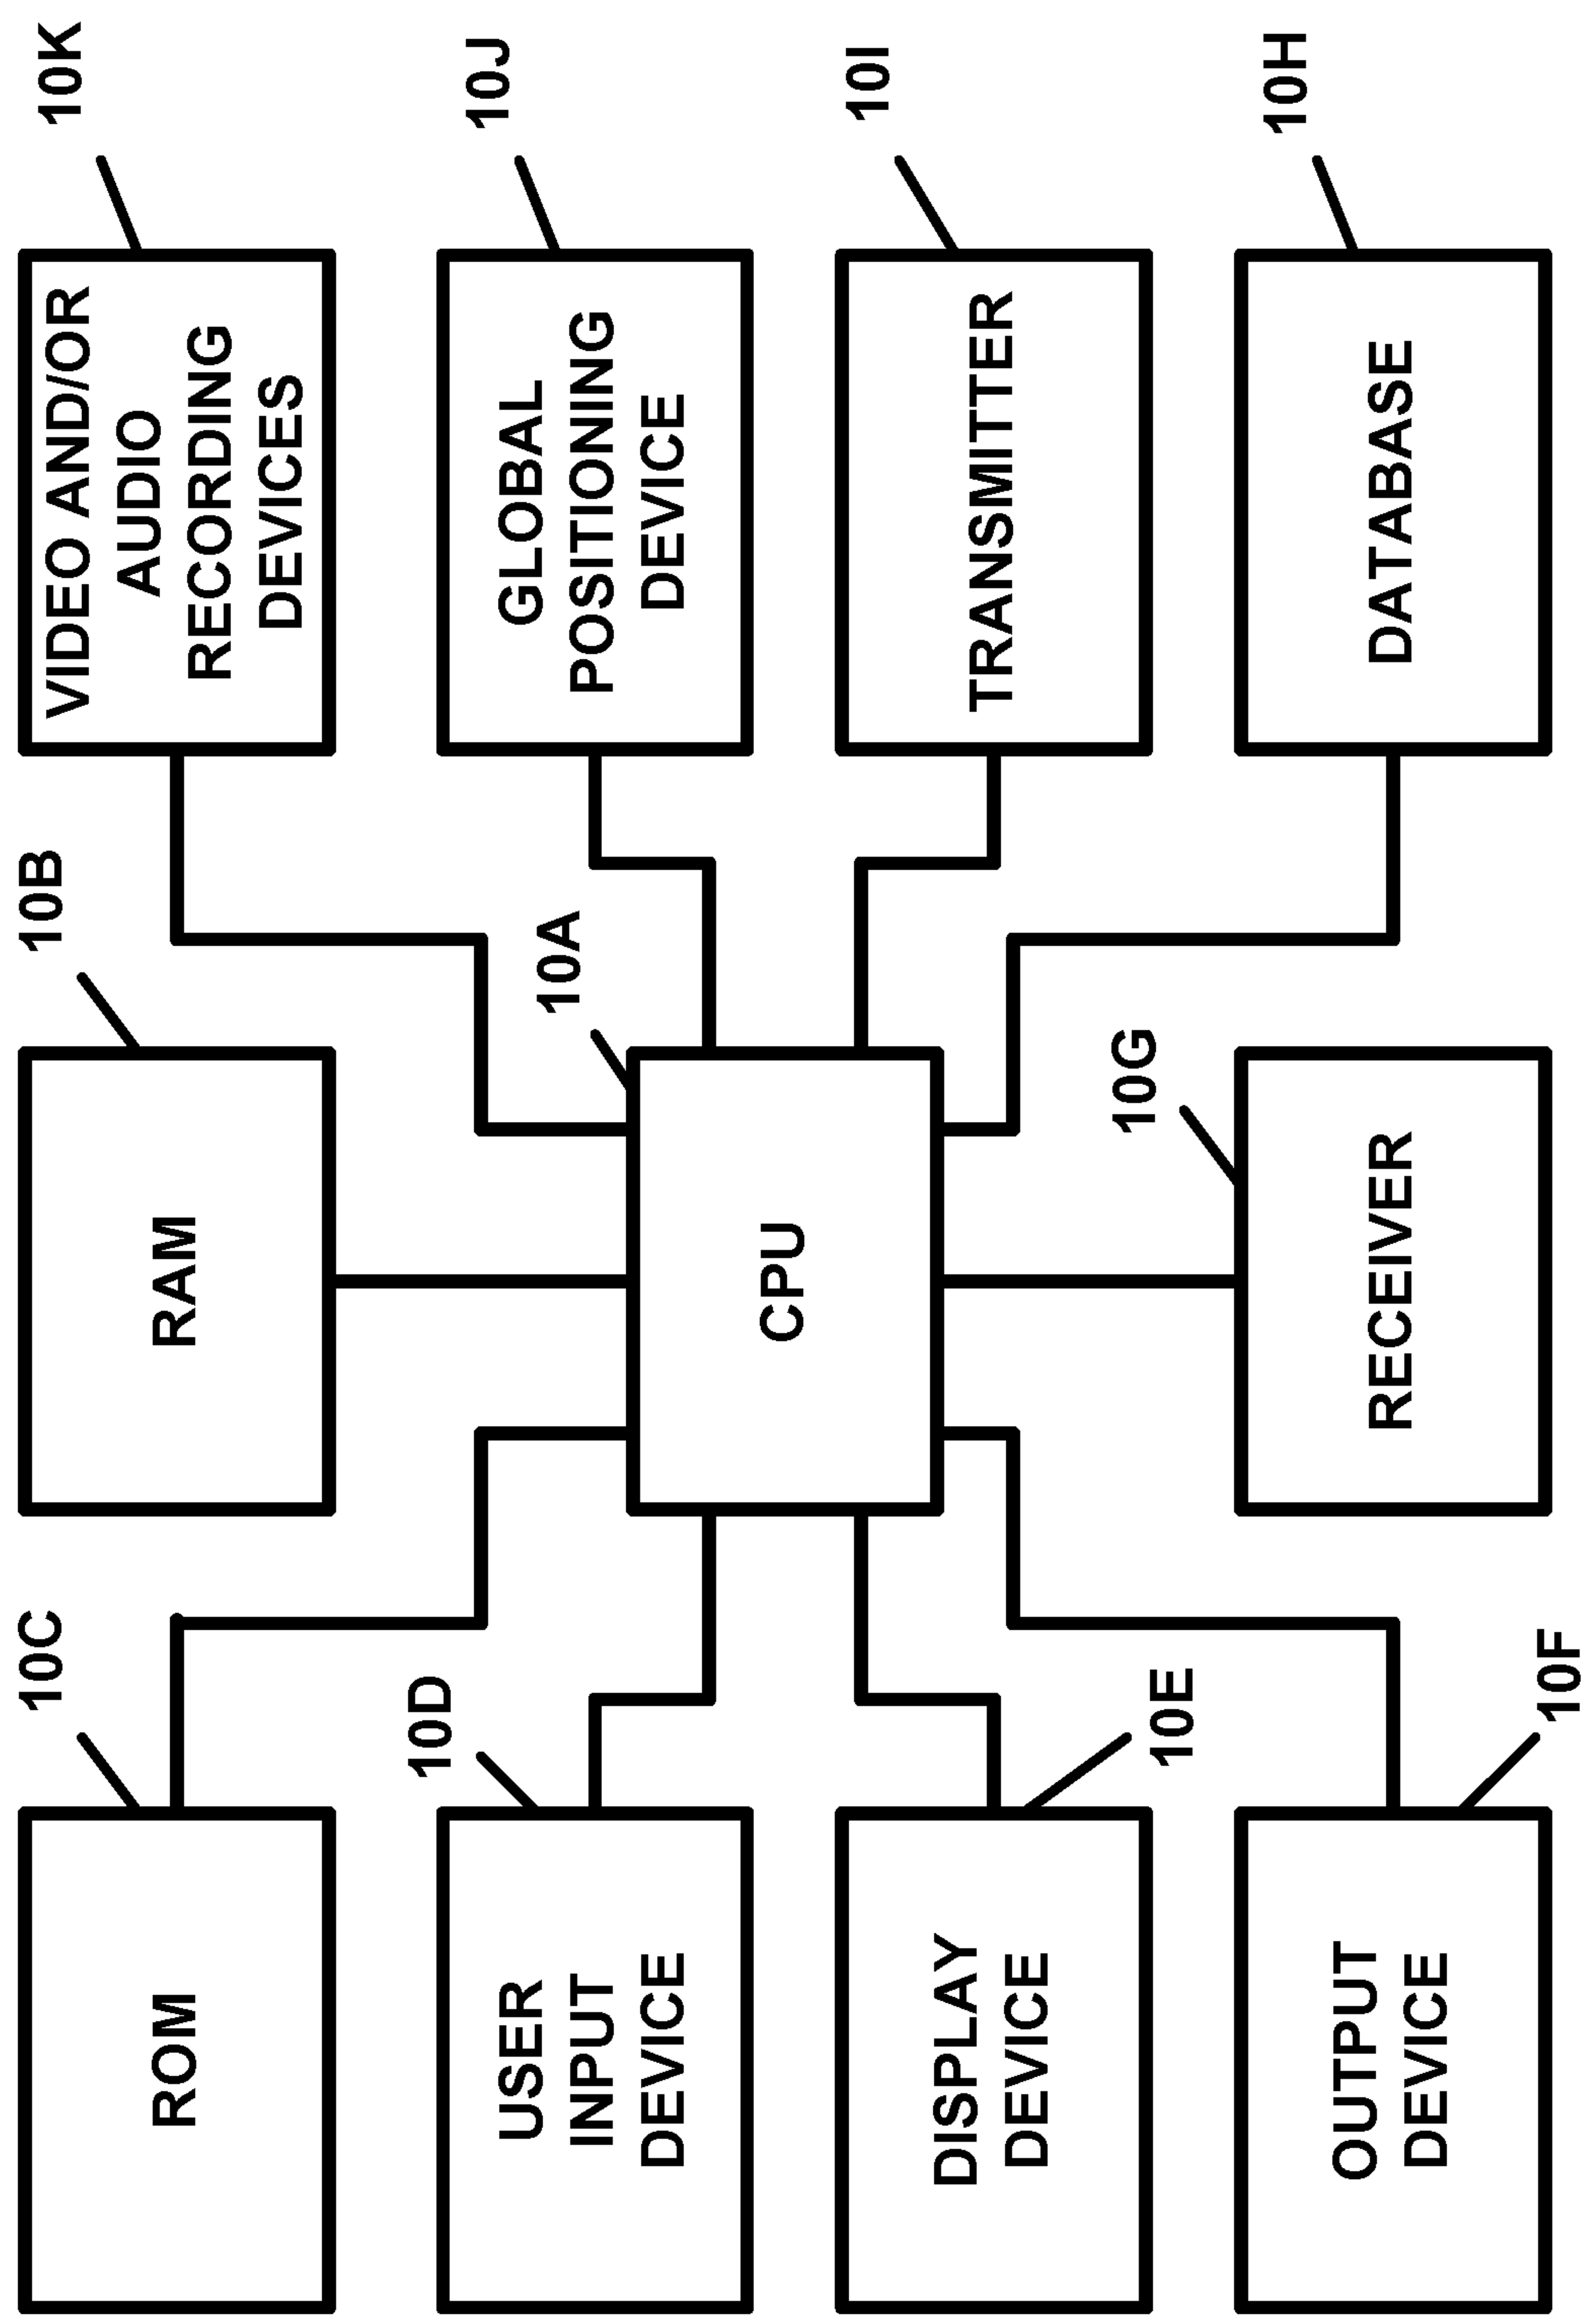 10C
ROM
10B
RAM
10K
VIDEO AND/OR
AUDIO
RECORDING
DEVICES
10D
USER
INPUT
DEVICE
10A
CPU
10J
GLOBAL
POSITIONING
DEVICE
10E
DISPLAY
DEVICE
10I
TRANSMITTER
10F
OUTPUT
DEVICE
10G
RECEIVER
10H
DATABASE